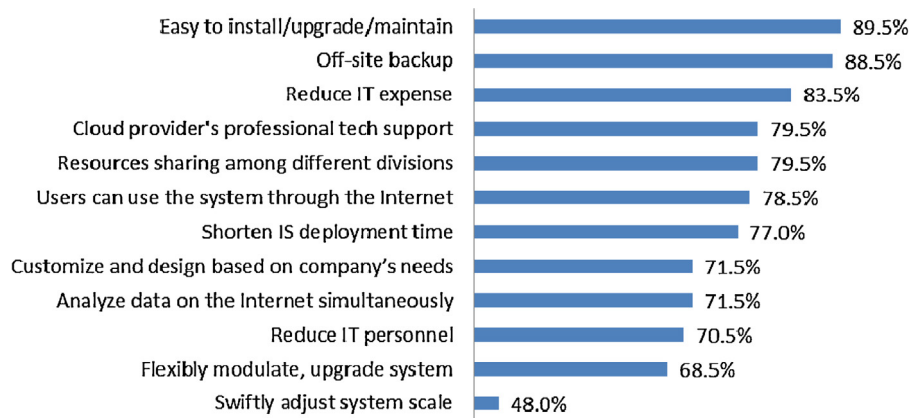 Easy to install/upgrade/maintain 89.5%
Off-site backup 88.5%
Reduce IT expense 83.5%
Cloud provider's professional tech support 79.5%
Resources sharing among different divisions 79.5%
Users can use the system through the Internet 78.5%
Shorten IS deployment time 77.0%
Customize and design based on company’s needs 71.5%
Analyze data on the Internet simultaneously 71.5%
Reduce IT personnel 70.5%
Flexibly modulate, upgrade system 68.5%
Swiftly adjust system scale 48.0%